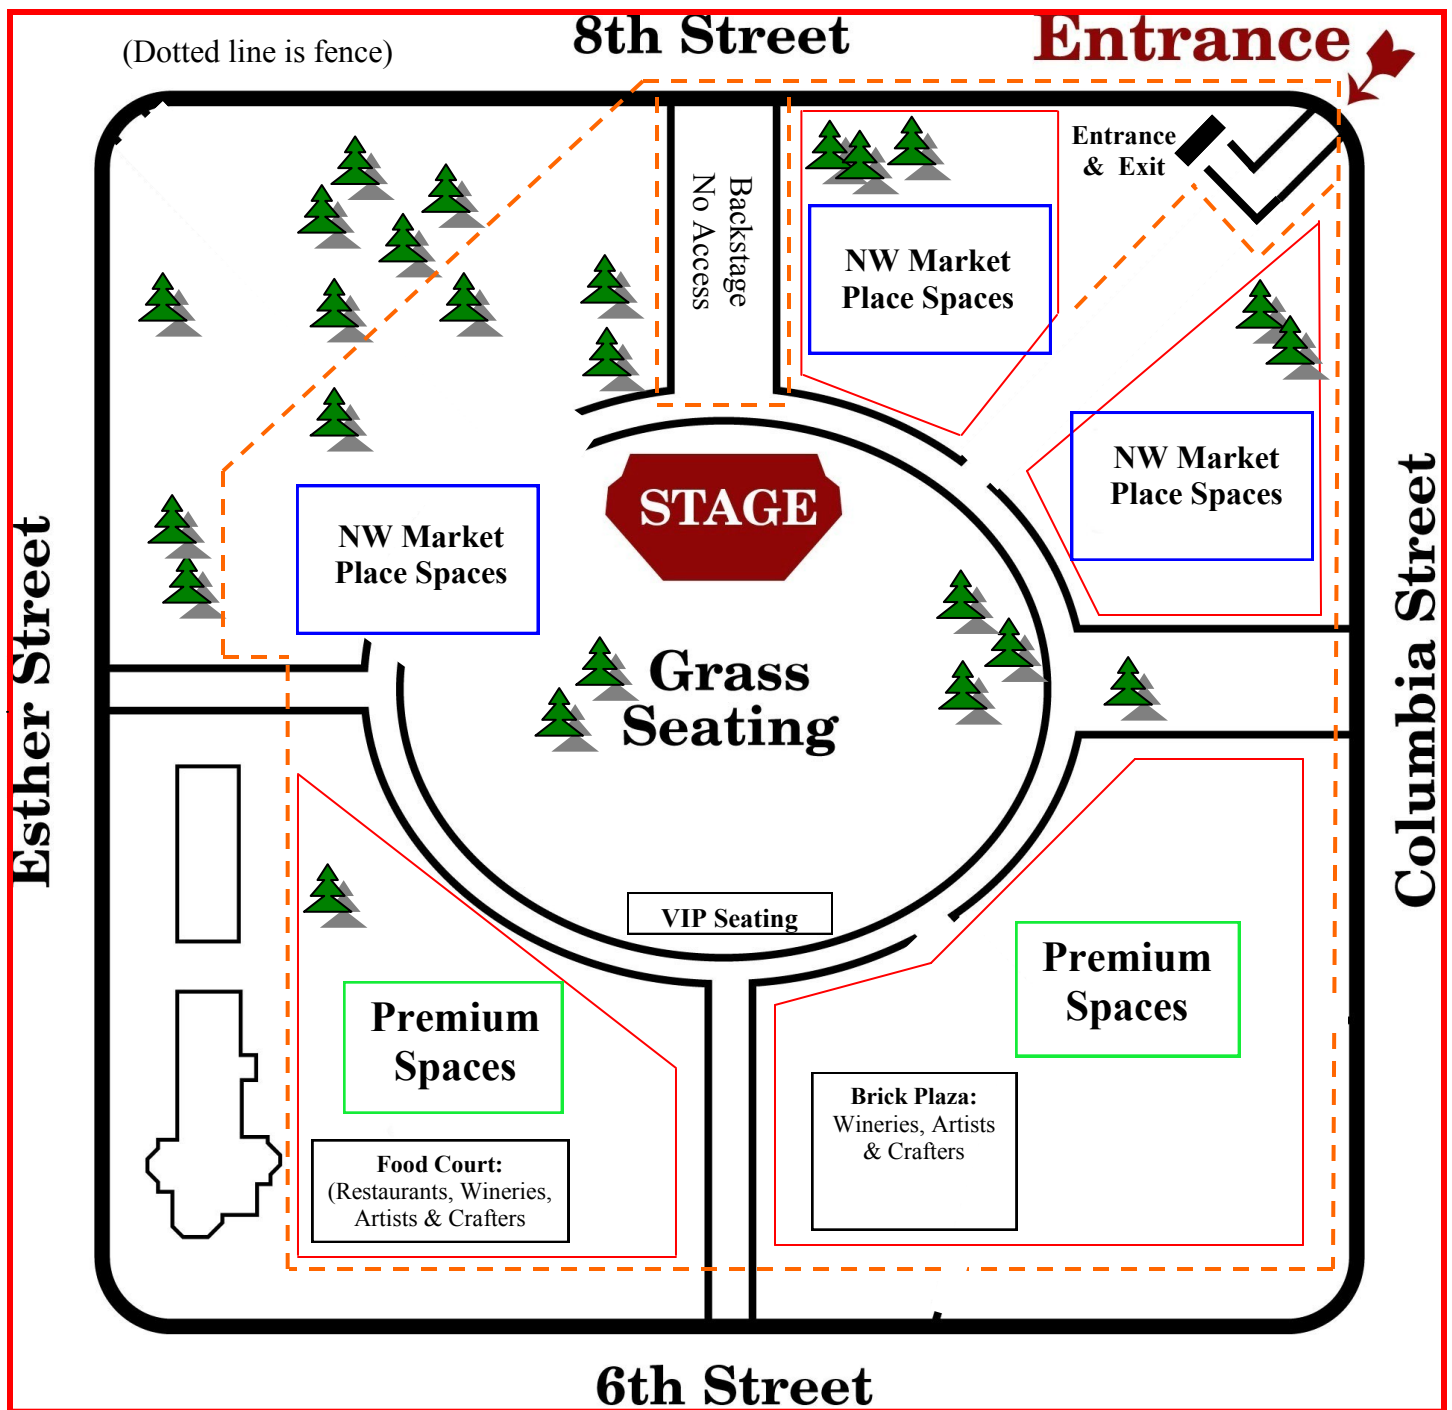 (Dotted line is fence)
8th Street
Entrance
Entrance
& Exit
Backstage
No Access
NW Market
Place Spaces
NW Market
Place Spaces
STAGE
NW Market
Place Spaces
Esther Street
Columbia Street
Grass
Seating
VIP Seating
Premium
Spaces
Premium
Spaces
Brick Plaza:
Wineries, Artists
& Crafters
Food Court:
(Restaurants, Wineries,
Artists & Crafters
6th Street